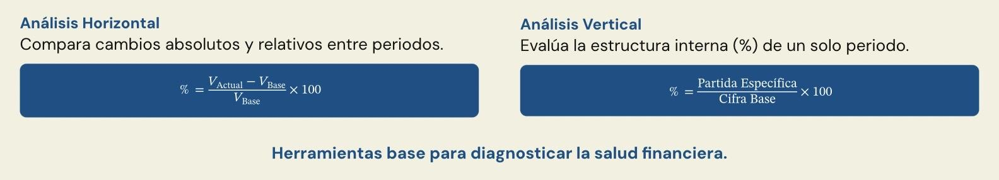 Análisis Horizontal
Compara cambios absolutos y relativos entre periodos.
% = (V_Actual − V_Base) / V_Base × 100
Análisis Vertical
Evalúa la estructura interna (%) de un solo periodo.
% = Partida Específica / Cifra Base × 100
Herramientas base para diagnosticar la salud financiera.